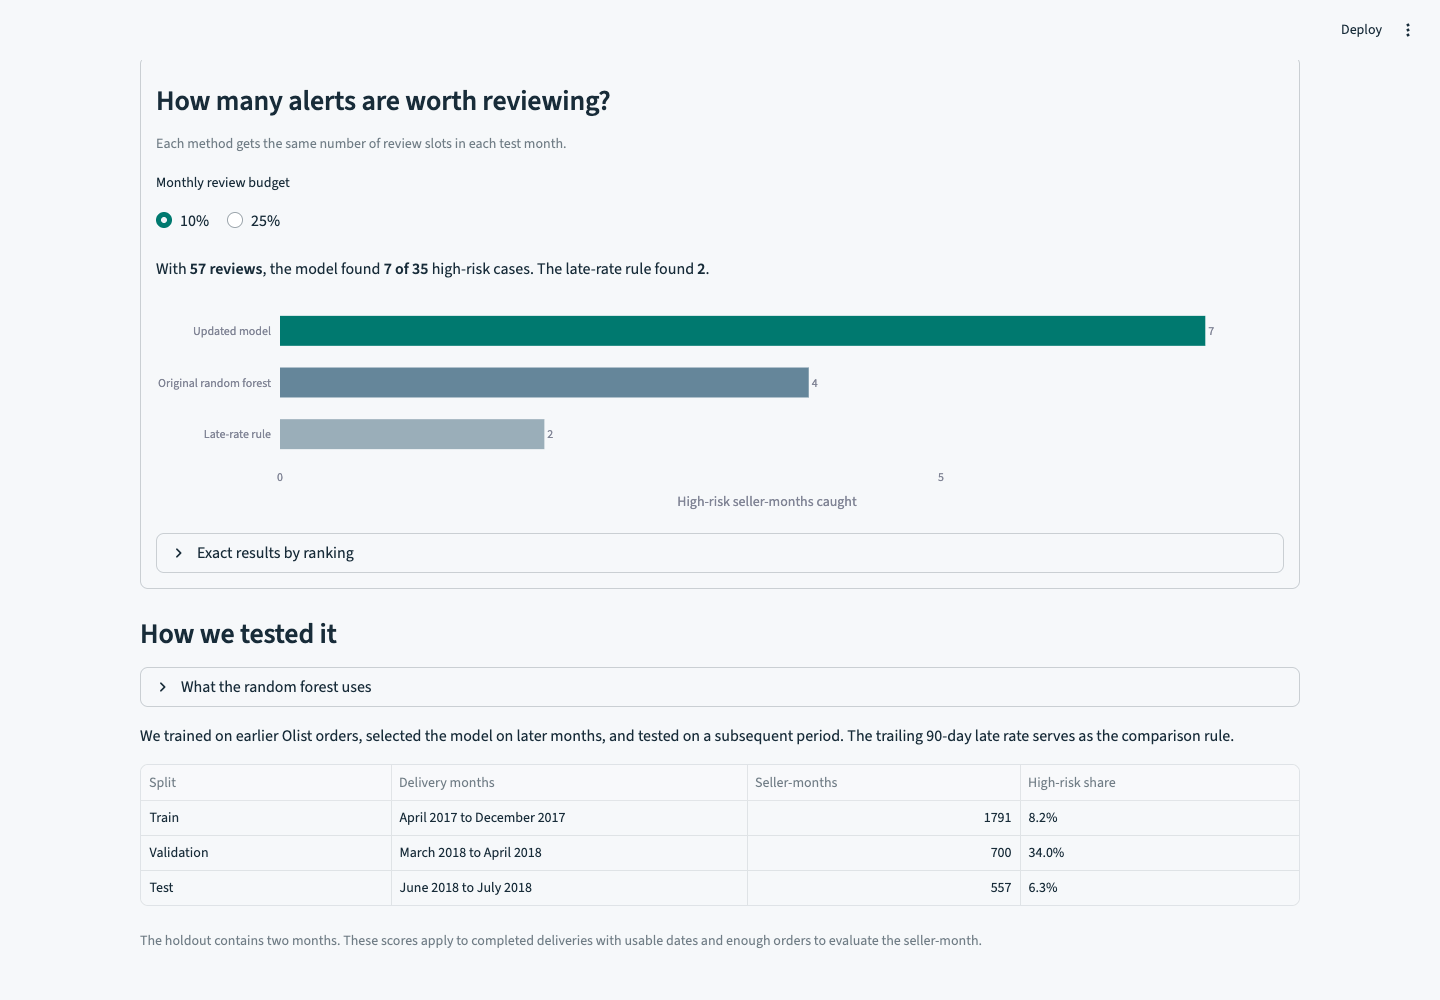 Deploy
How many alerts are worth reviewing?
Each method gets the same number of review slots in each test month.
Monthly review budget
10% 25%
With 57 reviews, the model found 7 of 35 high-risk cases. The late-rate rule found 2.
Updated model 7
Original random forest 4
Late-rate rule 2
0 5
High-risk seller-months caught
Exact results by ranking
How we tested it
What the random forest uses
We trained on earlier Olist orders, selected the model on later months, and tested on a subsequent period. The trailing 90-day late rate serves as the comparison rule.
Split Delivery months Seller-months High-risk share
Train April 2017 to December 2017 1791 8.2%
Validation March 2018 to April 2018 700 34.0%
Test June 2018 to July 2018 557 6.3%
The holdout contains two months. These scores apply to completed deliveries with usable dates and enough orders to evaluate the seller-month.